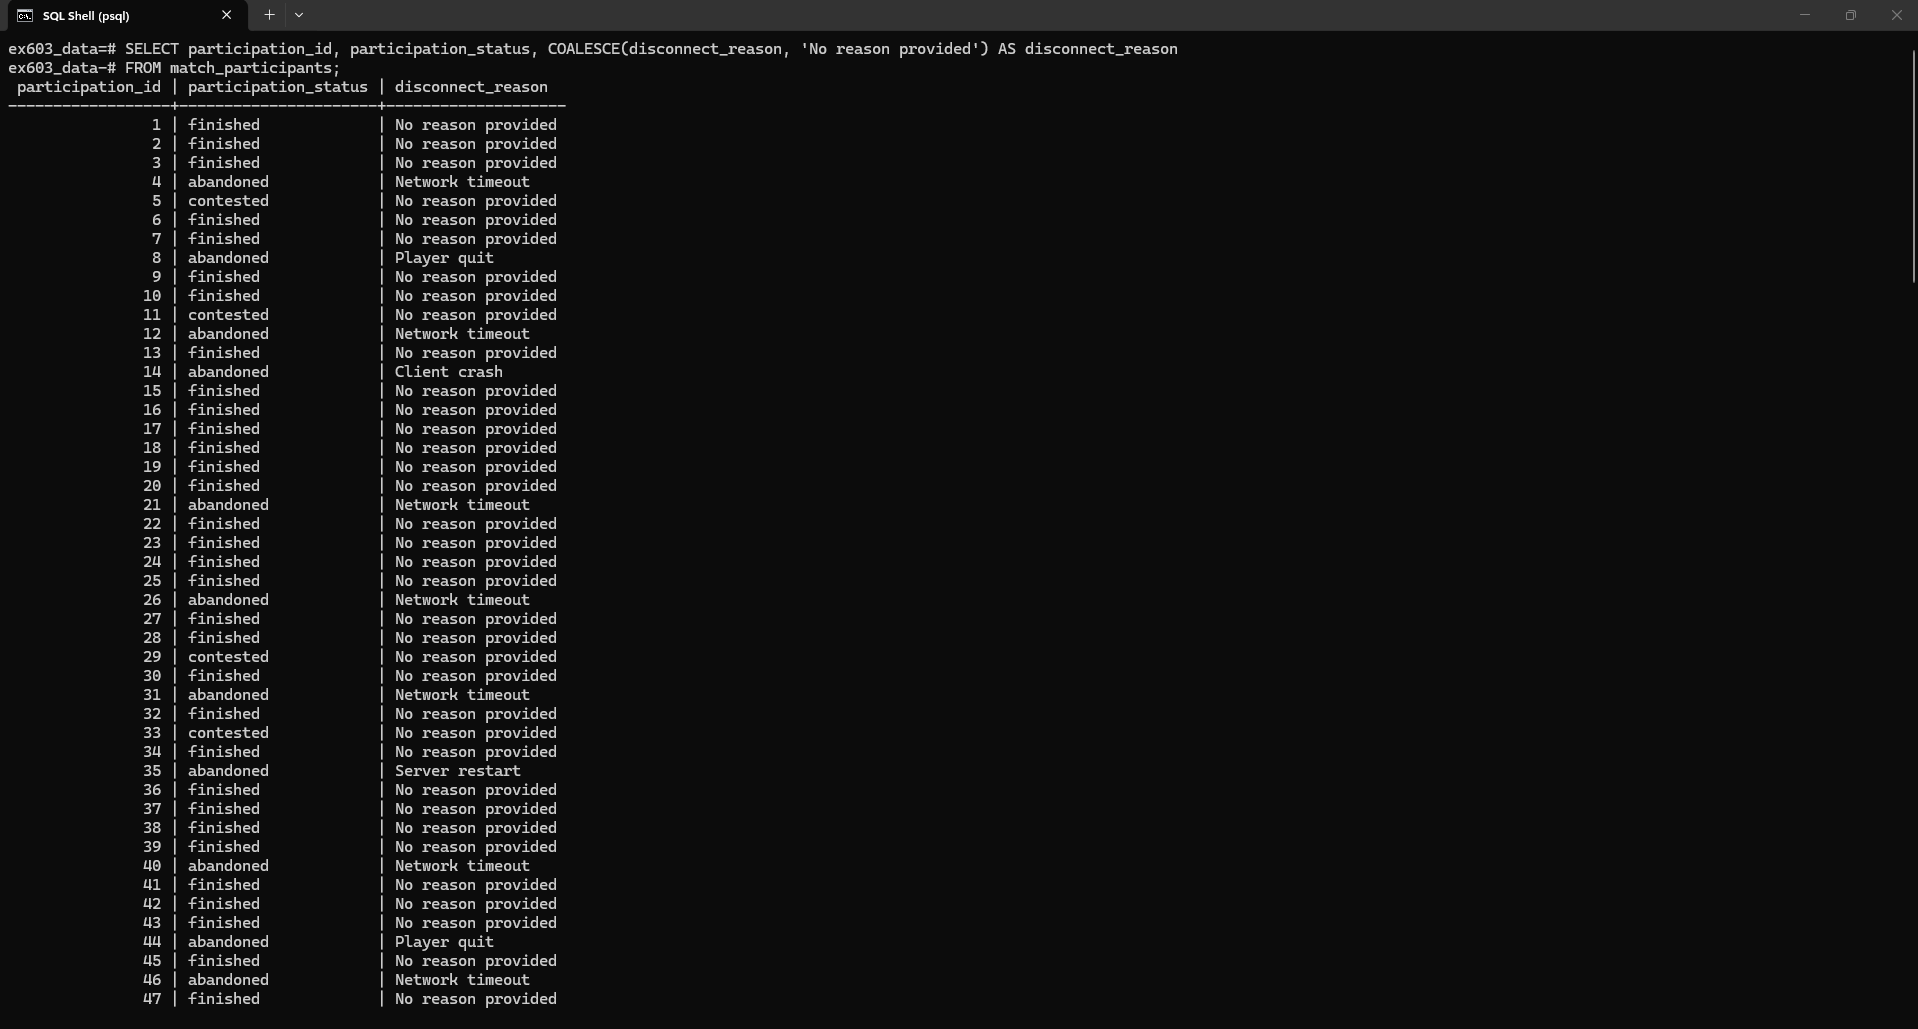 SQL Shell (psql)
ex603_data=# SELECT participation_id, participation_status, COALESCE(disconnect_reason, 'No reason provided') AS disconnect_reason
ex603_data-# FROM match_participants;
 participation_id | participation_status | disconnect_reason
------------------+----------------------+--------------------
                1 | finished             | No reason provided
                2 | finished             | No reason provided
                3 | finished             | No reason provided
                4 | abandoned            | Network timeout
                5 | contested            | No reason provided
                6 | finished             | No reason provided
                7 | finished             | No reason provided
                8 | abandoned            | Player quit
                9 | finished             | No reason provided
               10 | finished             | No reason provided
               11 | contested            | No reason provided
               12 | abandoned            | Network timeout
               13 | finished             | No reason provided
               14 | abandoned            | Client crash
               15 | finished             | No reason provided
               16 | finished             | No reason provided
               17 | finished             | No reason provided
               18 | finished             | No reason provided
               19 | finished             | No reason provided
               20 | finished             | No reason provided
               21 | abandoned            | Network timeout
               22 | finished             | No reason provided
               23 | finished             | No reason provided
               24 | finished             | No reason provided
               25 | finished             | No reason provided
               26 | abandoned            | Network timeout
               27 | finished             | No reason provided
               28 | finished             | No reason provided
               29 | contested            | No reason provided
               30 | finished             | No reason provided
               31 | abandoned            | Network timeout
               32 | finished             | No reason provided
               33 | contested            | No reason provided
               34 | finished             | No reason provided
               35 | abandoned            | Server restart
               36 | finished             | No reason provided
               37 | finished             | No reason provided
               38 | finished             | No reason provided
               39 | finished             | No reason provided
               40 | abandoned            | Network timeout
               41 | finished             | No reason provided
               42 | finished             | No reason provided
               43 | finished             | No reason provided
               44 | abandoned            | Player quit
               45 | finished             | No reason provided
               46 | abandoned            | Network timeout
               47 | finished             | No reason provided